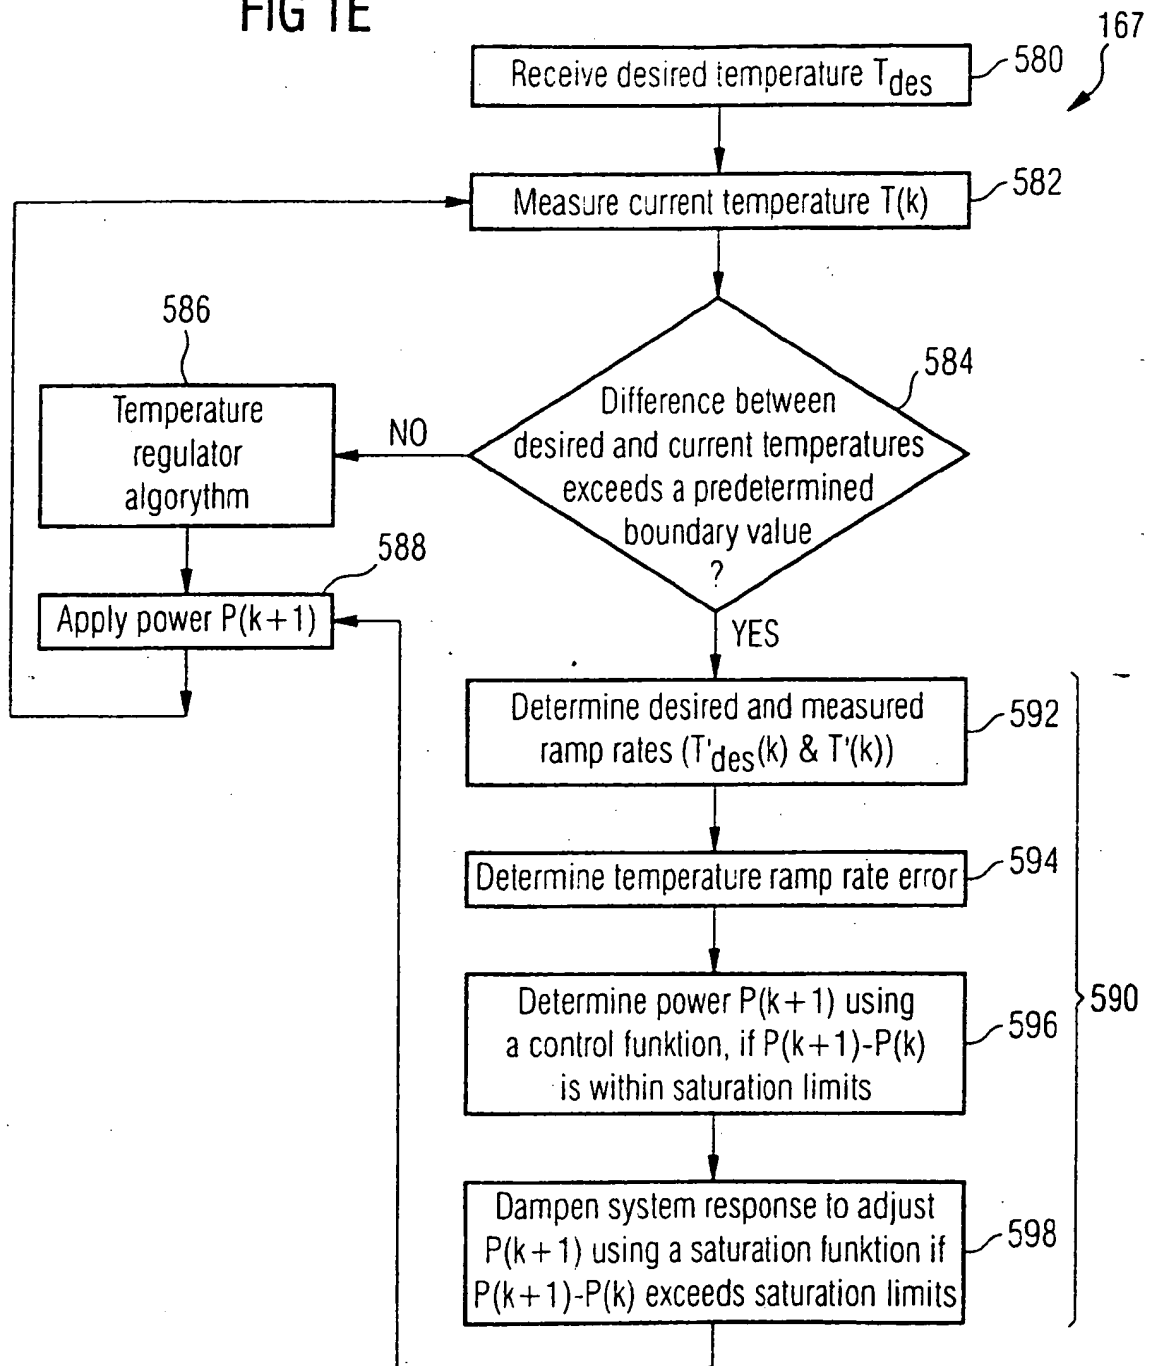 FIG 1E
167
Receive desired temperature Tdes
580
Measure current temperature T(k)
582
586
584
Difference between
desired and current temperatures
exceeds a predetermined
boundary value
?
NO
YES
Temperature
regulator
algorythm
588
Apply power P(k+1)
Determine desired and measured
ramp rates (T'des(k) & T'(k))
592
Determine temperature ramp rate error
594
Determine power P(k+1) using
a control funktion, if P(k+1)-P(k)
is within saturation limits
596
590
Dampen system response to adjust
P(k+1) using a saturation funktion if
P(k+1)-P(k) exceeds saturation limits
598